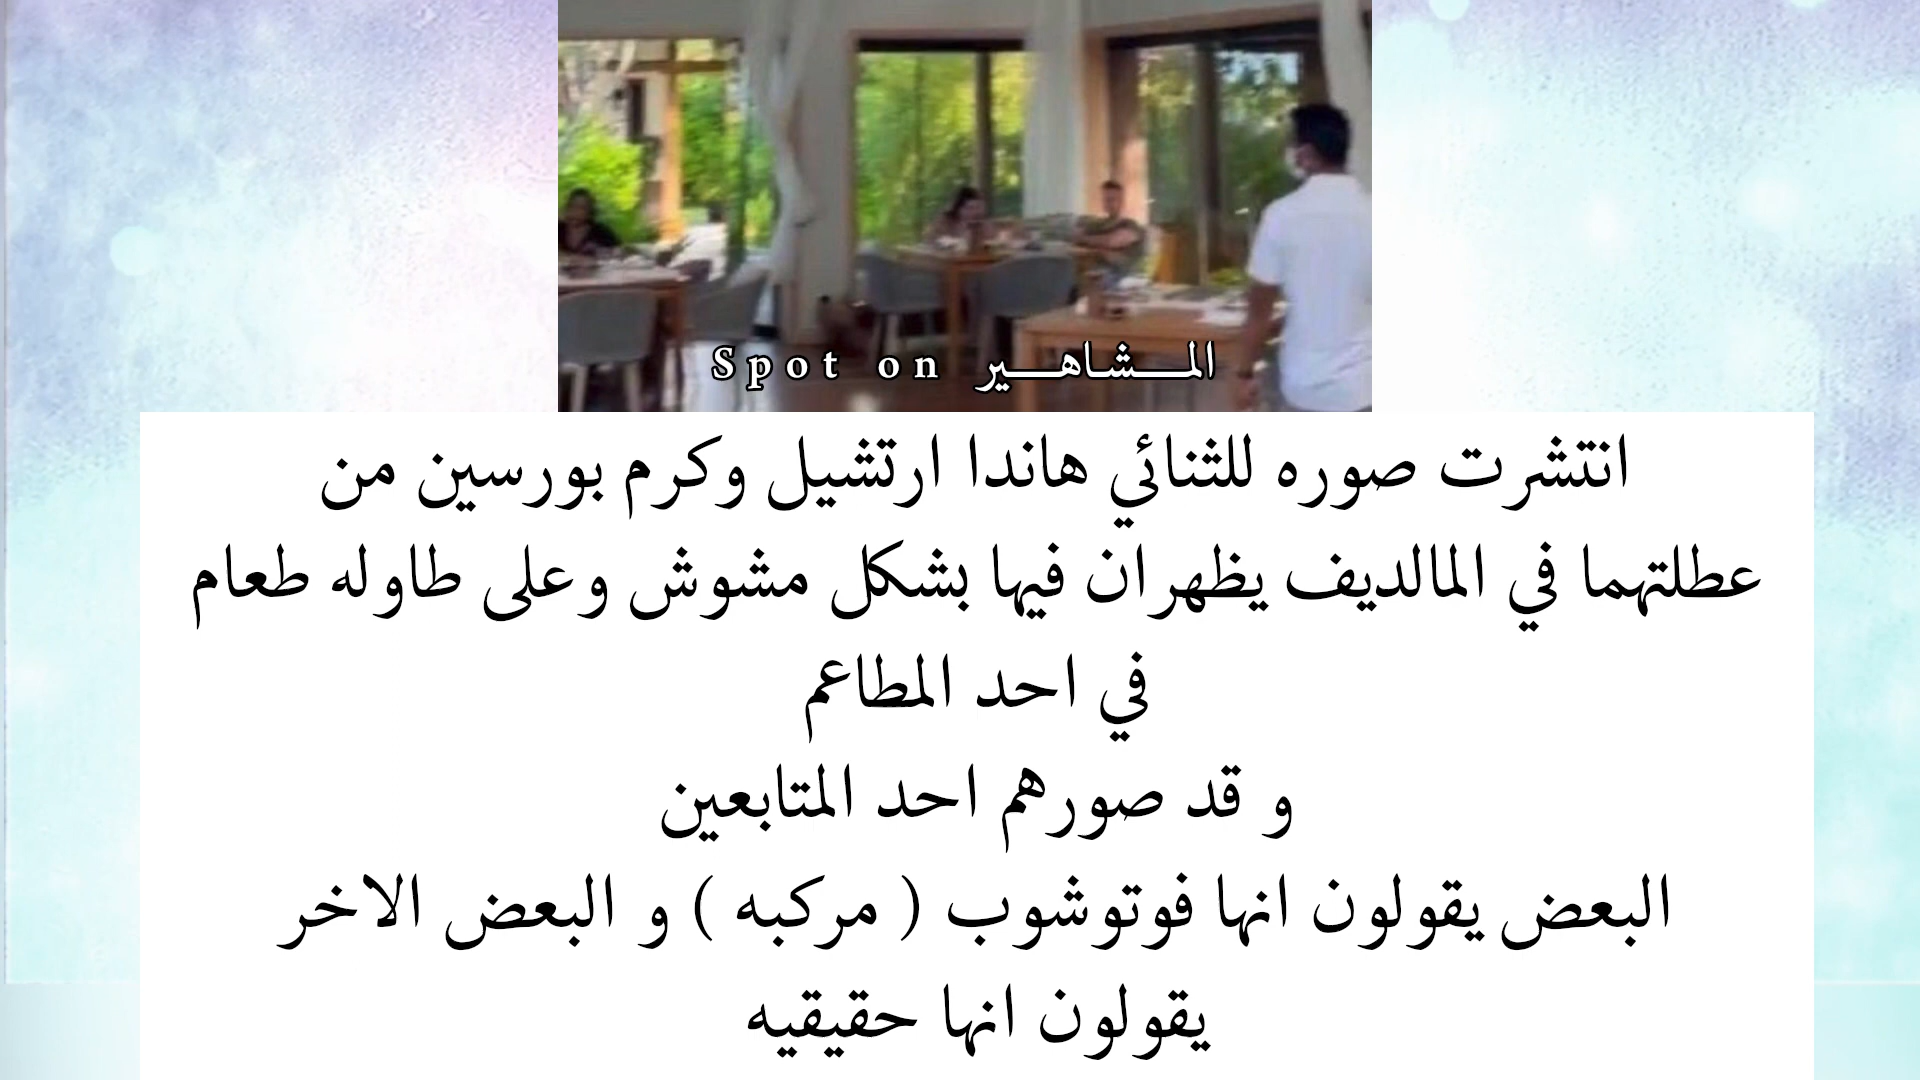 Spot on المـــشـاهـــير
انتشرت صوره للثنائي هاندا ارتشيل وكرم بورسين من
عطلتهما في المالديف يظهران فيها بشكل مشوش وعلى طاوله طعام
في احد المطاعم
و قد صورهم احد المتابعين
البعض يقولون انها فوتوشوب ( مركبه ) و البعض الاخر
يقولون انها حقيقيه